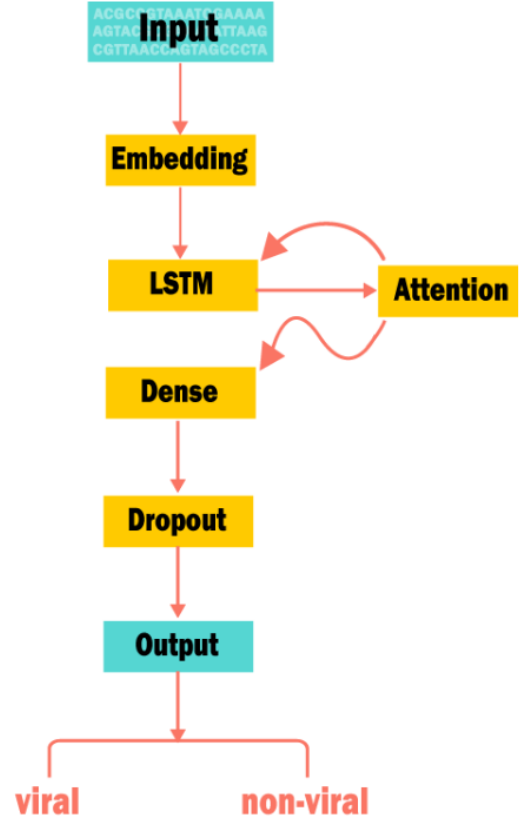 Input
CGTTAACCAGTAGCCCTA
Embedding
LSTM
Attention
Dense
Dropout
Output
viral
non-viral